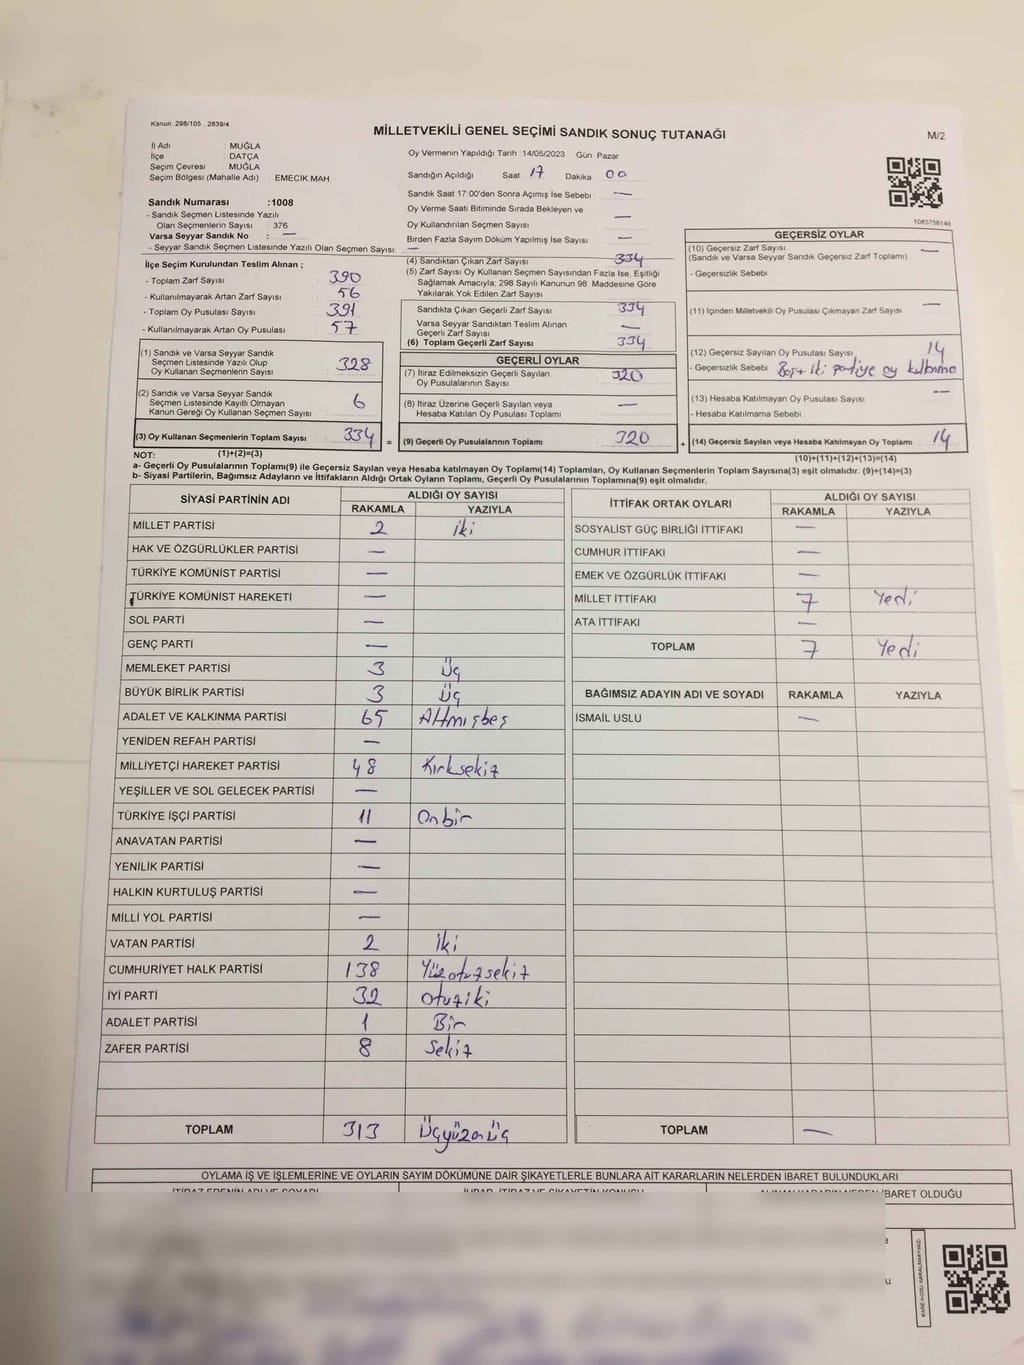 Kanun: 298/105 , 2839/4
MİLLETVEKİLİ GENEL SEÇİMİ SANDIK SONUÇ TUTANAĞI
M/2
İl Adı : MUĞLA
İlçe : DATÇA
Seçim Çevresi : MUĞLA
Seçim Bölgesi (Mahalle Adı) : EMECİK MAH.
Oy Vermenin Yapıldığı Tarih :14/05/2023 Gün Pazar
Sandığın Açıldığı Saat 17 Dakika 00
Sandık Saat 17:00'den Sonra Açımış İse Sebebi : —
Oy Verme Saati Bitiminde Sırada Bekleyen ve
Oy Kullandırılan Seçmen Sayısı —
Birden Fazla Sayım Döküm Yapılmış İse Sayısı —
Sandık Numarası :1008
- Sandık Seçmen Listesinde Yazılı
Olan Seçmenlerin Sayısı : 376
Varsa Seyyar Sandık No : —
- Seyyar Sandık Seçmen Listesinde Yazılı Olan Seçmen Sayısı: —
1083756148
İlçe Seçim Kurulundan Teslim Alınan ;
- Toplam Zarf Sayısı 390
- Kullanılmayarak Artan Zarf Sayısı : 56
- Toplam Oy Pusulası Sayısı : 391
- Kullanılmayarak Artan Oy Pusulası 57
(1) Sandık ve Varsa Seyyar Sandık
Seçmen Listesinde Yazılı Olup
Oy Kullanan Seçmenlerin Sayısı 328
(2) Sandık ve Varsa Seyyar Sandık
Seçmen Listesinde Kayıtlı Olmayan
Kanun Gereği Oy Kullanan Seçmen Sayısı 6
(3) Oy Kullanan Seçmenlerin Toplam Sayısı 334 =
(1)+(2)=(3)
(4) Sandıktan Çıkan Zarf Sayısı 334
(5) Zarf Sayısı Oy Kullanan Seçmen Sayısından Fazla İse, Eşitliği
Sağlamak Amacıyla; 298 Sayılı Kanunun 98. Maddesine Göre
Yakılarak Yok Edilen Zarf Sayısı
Sandıkta Çıkan Geçerli Zarf Sayısı 334
Varsa Seyyar Sandıktan Teslim Alınan
Geçerli Zarf Sayısı —
(6) Toplam Geçerli Zarf Sayısı 334
GEÇERLİ OYLAR
(7) İtiraz Edilmeksizin Geçerli Sayılan
Oy Pusulalarının Sayısı 320
(8) İtiraz Üzerine Geçerli Sayılan veya
Hesaba Katılan Oy Pusulası Toplamı —
(9) Geçerli Oy Pusulalarının Toplamı 320 +
GEÇERSİZ OYLAR
(10) Geçersiz Zarf Sayısı —
(Sandık ve Varsa Seyyar Sandık Geçersiz Zarf Toplamı)
- Geçersizlik Sebebi
(11) İçinden Milletvekili Oy Pusulası Çıkmayan Zarf Sayısı —
(12) Geçersiz Sayılan Oy Pusulası Sayısı 14
- Geçersizlik Sebebi Boş+ iki partiye oy kullanma
(13) Hesaba Katılmayan Oy Pusulası Sayısı —
- Hesaba Katılmama Sebebi
(14) Geçersiz Sayılan veya Hesaba Katılmayan Oy Toplamı 14
(10)+(11)+(12)+(13)=(14)
NOT:
a- Geçerli Oy Pusulalarının Toplamı(9) ile Geçersiz Sayılan veya Hesaba katılmayan Oy Toplamı(14) Toplamları, Oy Kullanan Seçmenlerin Toplam Sayısına(3) eşit olmalıdır. (9)+(14)=(3)
b- Siyasi Partilerin, Bağımsız Adayların ve İttifakların Aldığı Ortak Oyların Toplamı, Geçerli Oy Pusulalarının Toplamına(9) eşit olmalıdır.
SİYASİ PARTİNİN ADI ALDIĞI OY SAYISI
RAKAMLA YAZIYLA
MİLLET PARTİSİ 2 iki
HAK VE ÖZGÜRLÜKLER PARTİSİ —
TÜRKİYE KOMÜNİST PARTİSİ —
TÜRKİYE KOMÜNİST HAREKETİ —
SOL PARTİ —
GENÇ PARTİ —
MEMLEKET PARTİSİ 3 üç
BÜYÜK BİRLİK PARTİSİ 3 üç
ADALET VE KALKINMA PARTİSİ 65 Altmışbeş
YENİDEN REFAH PARTİSİ —
MİLLİYETÇİ HAREKET PARTİSİ 48 Kırksekiz
YEŞİLLER VE SOL GELECEK PARTİSİ —
TÜRKİYE İŞÇİ PARTİSİ 11 Onbir
ANAVATAN PARTİSİ —
YENİLİK PARTİSİ —
HALKIN KURTULUŞ PARTİSİ —
MİLLİ YOL PARTİSİ —
VATAN PARTİSİ 2 iki
CUMHURİYET HALK PARTİSİ 138 Yüzotuzsekiz
İYİ PARTİ 32 otuziki
ADALET PARTİSİ 1 Bir
ZAFER PARTİSİ 8 Sekiz
TOPLAM 313 Üçyüzonüç
İTTİFAK ORTAK OYLARI ALDIĞI OY SAYISI
RAKAMLA YAZIYLA
SOSYALİST GÜÇ BİRLİĞİ İTTİFAKI —
CUMHUR İTTİFAKI —
EMEK VE ÖZGÜRLÜK İTTİFAKI —
MİLLET İTTİFAKI 7 Yedi
ATA İTTİFAKI —
TOPLAM 7 Yedi
BAĞIMSIZ ADAYIN ADI VE SOYADI RAKAMLA YAZIYLA
İSMAİL USLU —
TOPLAM —
OYLAMA İŞ VE İŞLEMLERİNE VE OYLARIN SAYIM DÖKÜMÜNE DAİR ŞİKAYETLERLE BUNLARA AİT KARARLARIN NELERDEN İBARET BULUNDUKLARI
İBARET OLDUĞU